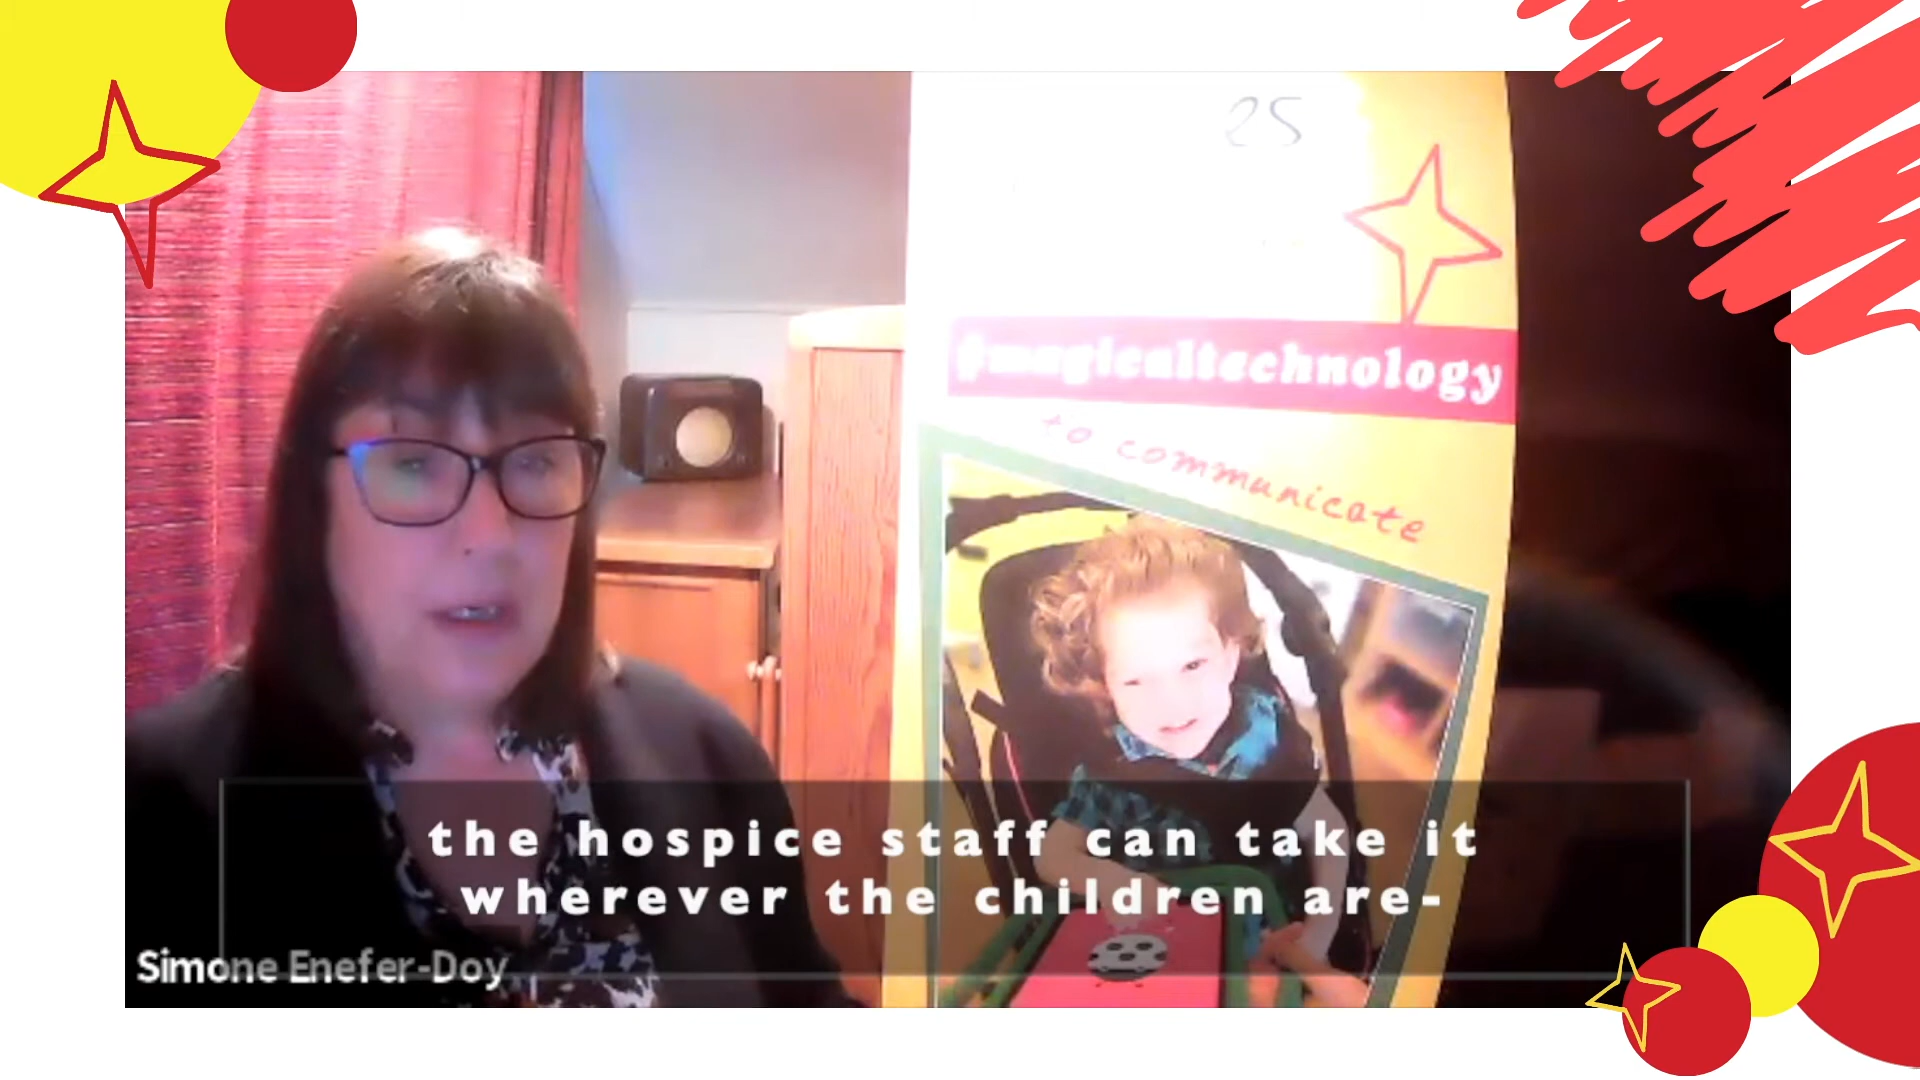 25
#magicaltechnology
to communicate
the hospice staff can take it
wherever the children are-
Simone Enefer-Doy